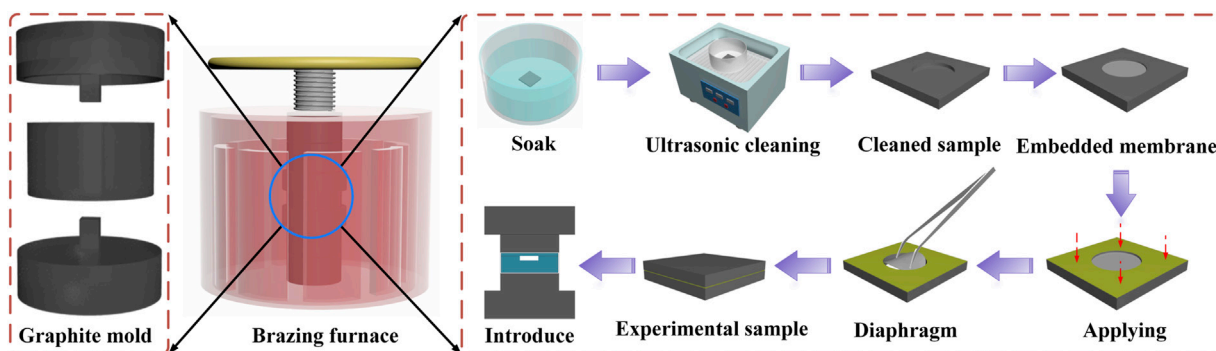 Soak
Ultrasonic cleaning
Cleaned sample
Embedded membrane
Graphite mold
Brazing furnace
Introduce
Experimental sample
Diaphragm
Applying